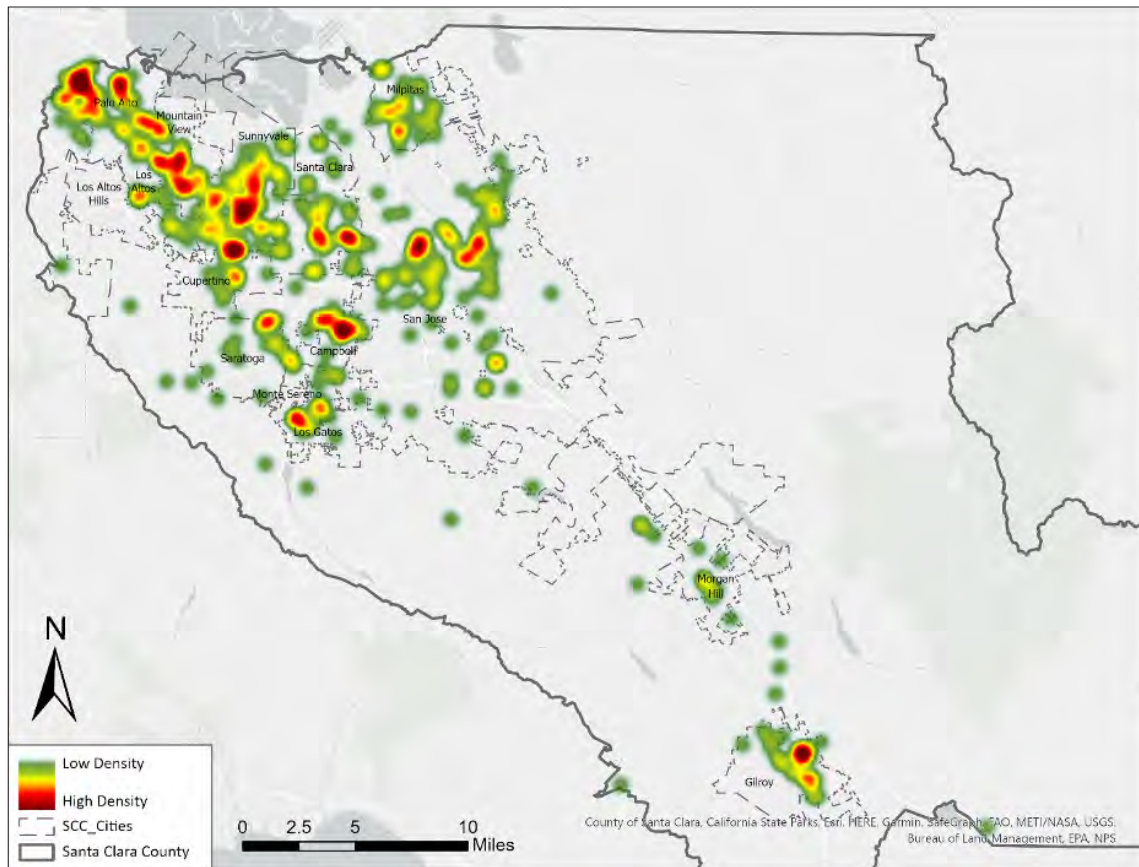 Milpitas
Palo Alto
Mountain
View
Sunnyvale
Santa Clara
Los Altos
Hills
Los
Altos
Cupertino
San Jose
Saratoga
Campbell
Monte Sereno
Los Gatos
Morgan
Hill
Gilroy
N
Low Density
High Density
SCC_Cities
Santa Clara County
0 2.5 5 10
Miles
County of Santa Clara, California State Parks, Esri, HERE, Garmin, SafeGraph, FAO, METI/NASA, USGS,
Bureau of Land Management, EPA, NPS